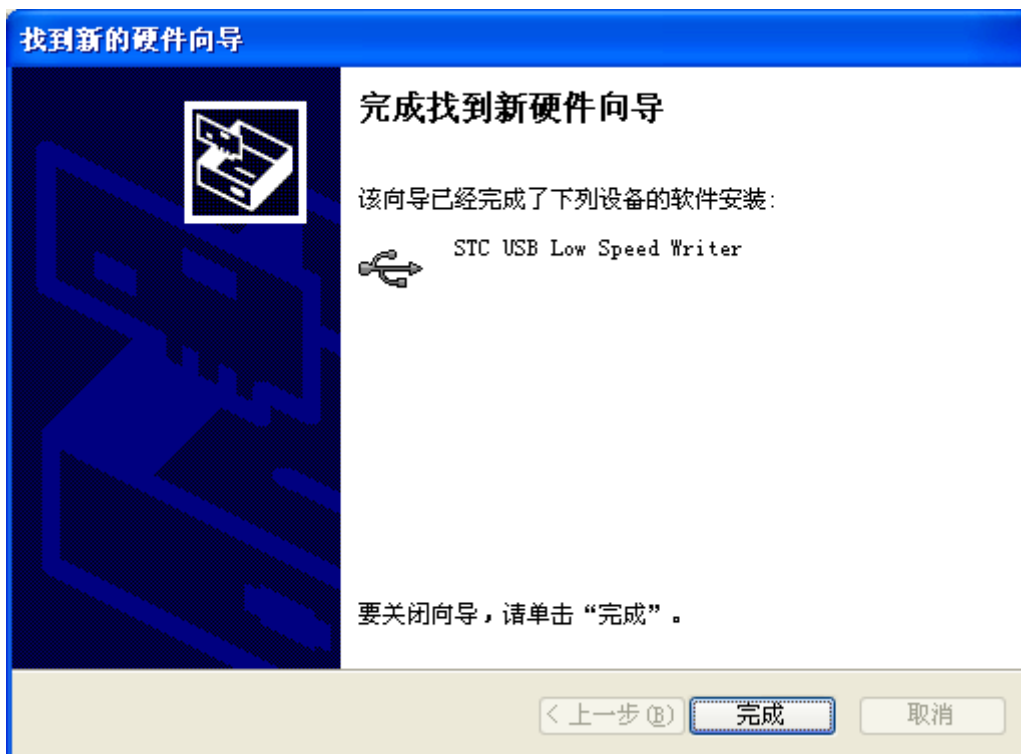 找到新的硬件向导
完成找到新硬件向导
该向导已经完成了下列设备的软件安装:
STC USB Low Speed Writer
要关闭向导，请单击“完成”。
< 上一步(B)
完成
取消